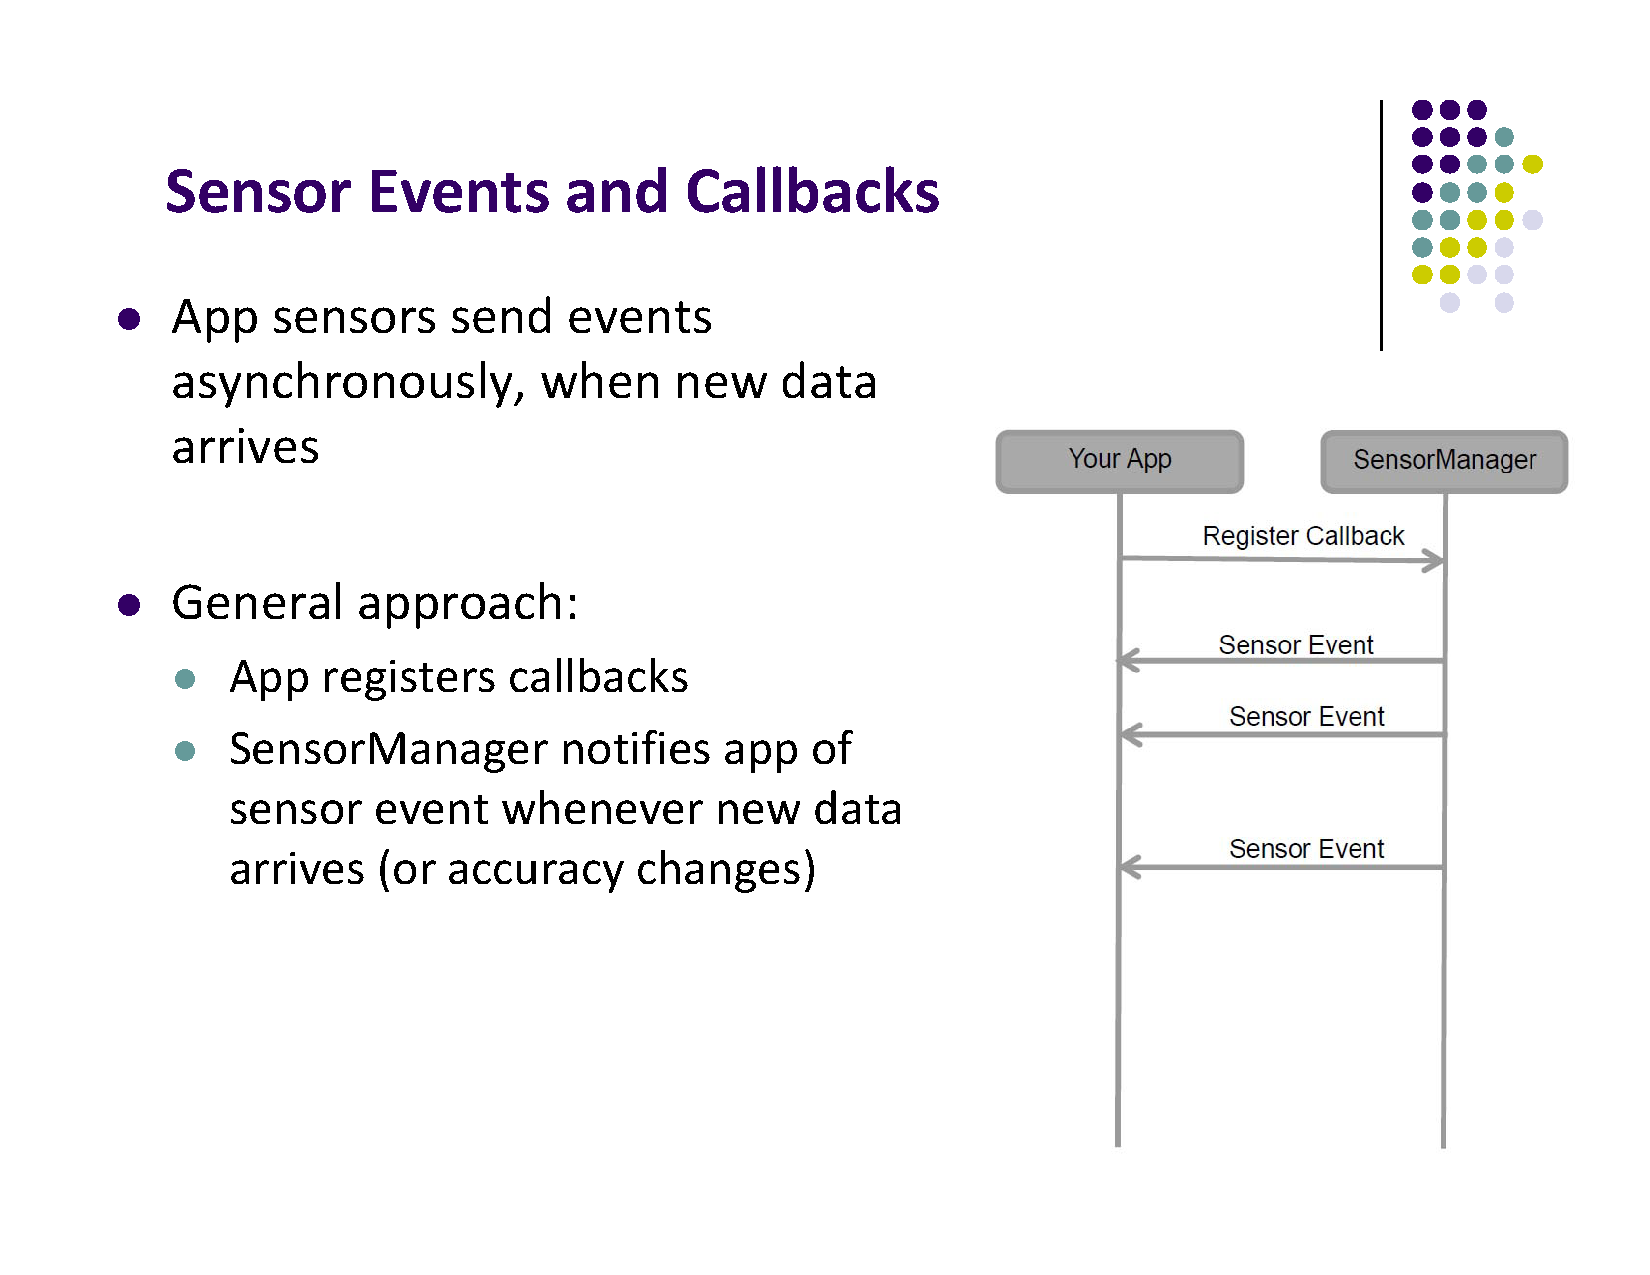 Sensor Events and Callbacks
App sensors send events
asynchronously, when new data
arrives
General approach:
App registers callbacks
SensorManager notifies app of
sensor event whenever new data
arrives (or accuracy changes)
Your App
SensorManager
Register Callback
Sensor Event
Sensor Event
Sensor Event